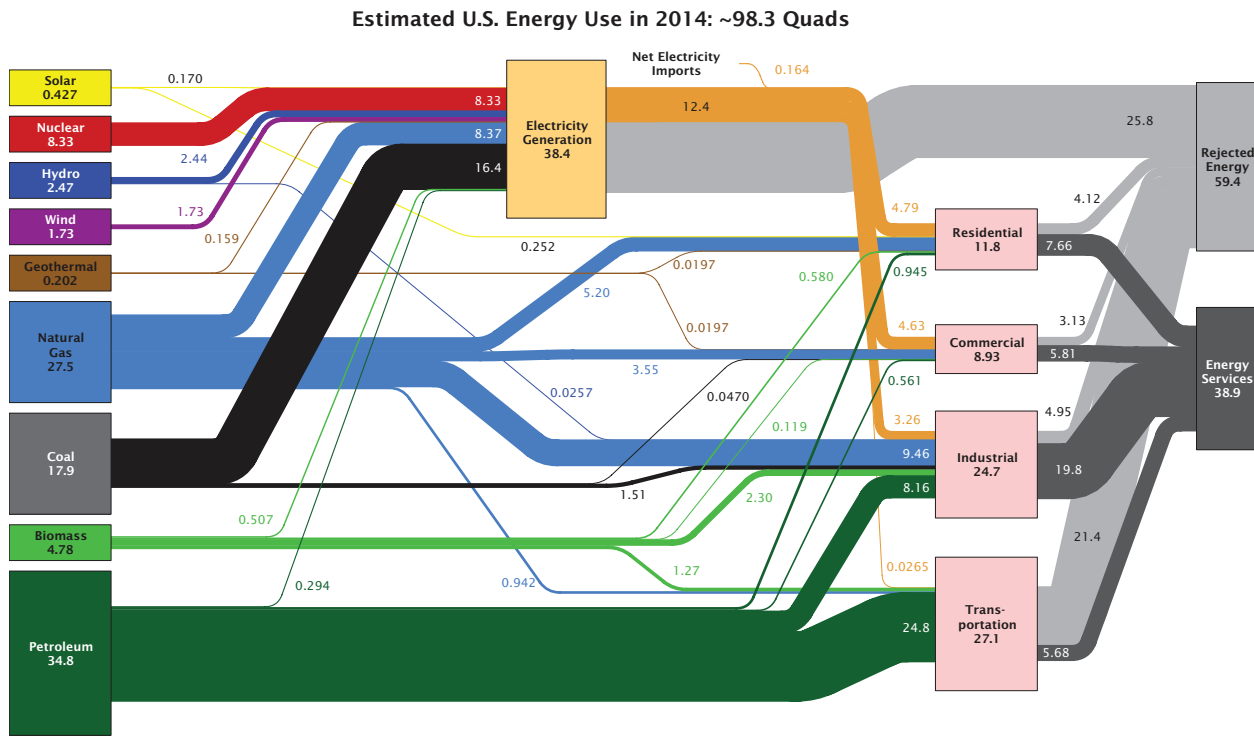 Estimated U.S. Energy Use in 2014: ~98.3 Quads
Net Electricity
Imports
0.164
Solar
0.427
0.170
Nuclear
8.33
8.33
Hydro
2.47
2.44
Wind
1.73
1.73
Geothermal
0.202
0.159
Natural
Gas
27.5
8.37
Coal
17.9
16.4
Biomass
4.78
0.507
Petroleum
34.8
0.294
Electricity
Generation
38.4
12.4
25.8
0.252
0.0197
5.20
0.0197
3.55
0.0257
0.0470
0.119
0.580
0.945
0.561
1.51
2.30
1.27
0.942
4.79
4.63
3.26
9.46
8.16
0.0265
24.8
Residential
11.8
Commercial
8.93
Industrial
24.7
Trans-
portation
27.1
4.12
7.66
3.13
5.81
4.95
19.8
21.4
5.68
Rejected
Energy
59.4
Energy
Services
38.9